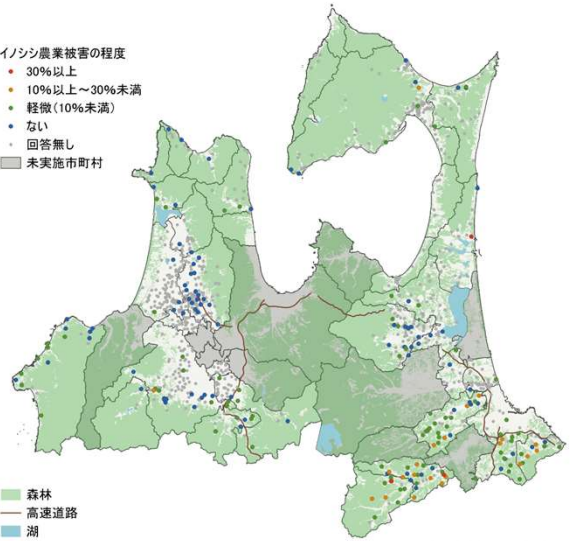 イノシシ農業被害の程度
30%以上
10%以上～30%未満
軽微(10%未満)
ない
回答無し
未実施市町村
森林
高速道路
湖